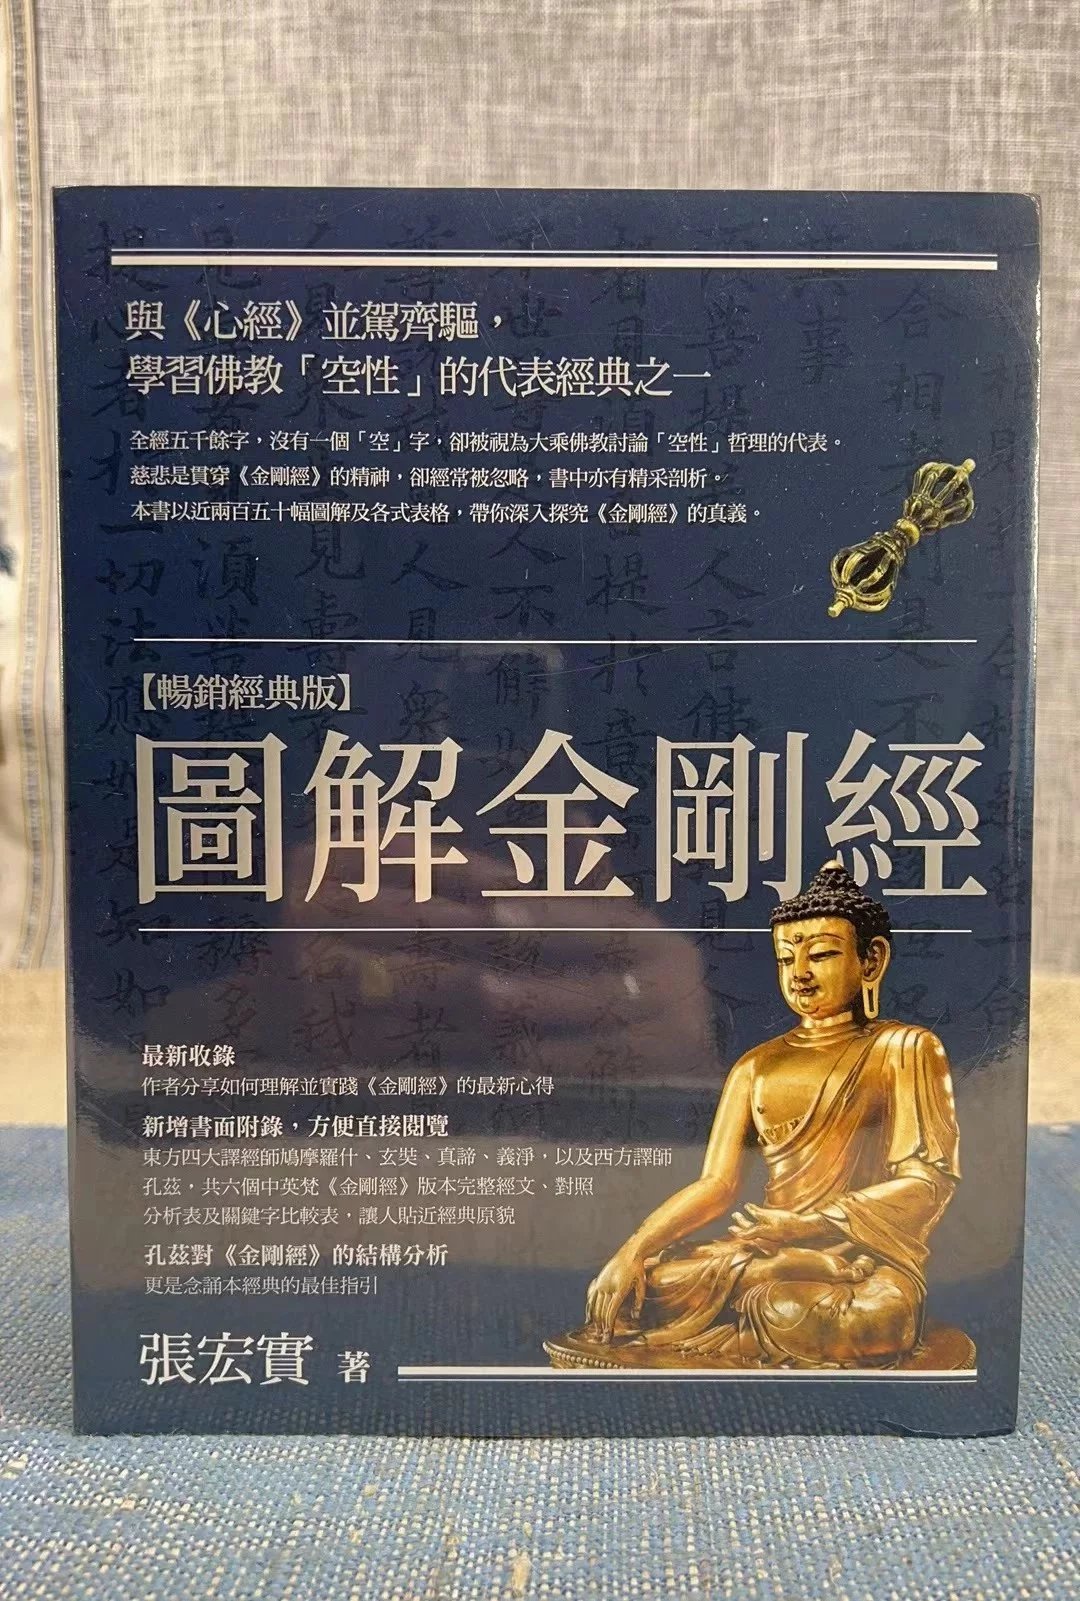 與《心經》並駕齊驅，
學習佛教「空性」的代表經典之一
全經五千餘字，沒有一個「空」字，卻被視為大乘佛教討論「空性」哲理的代表。
慈悲是貫穿《金剛經》的精神，卻經常被忽略，書中亦有精采剖析。
本書以近兩百五十幅圖解及各式表格，帶你深入探究《金剛經》的真義。
【暢銷經典版】
圖解金剛經
最新收錄
作者分享如何理解並實踐《金剛經》的最新心得
新增書面附錄，方便直接閱覽
東方四大譯經師鳩摩羅什、玄奘、真諦、義淨，以及西方譯師
孔茲，共六個中英梵《金剛經》版本完整經文、對照
分析表及關鍵字比較表，讓人貼近經典原貌
孔茲對《金剛經》的結構分析
更是念誦本經典的最佳指引
張宏實 著